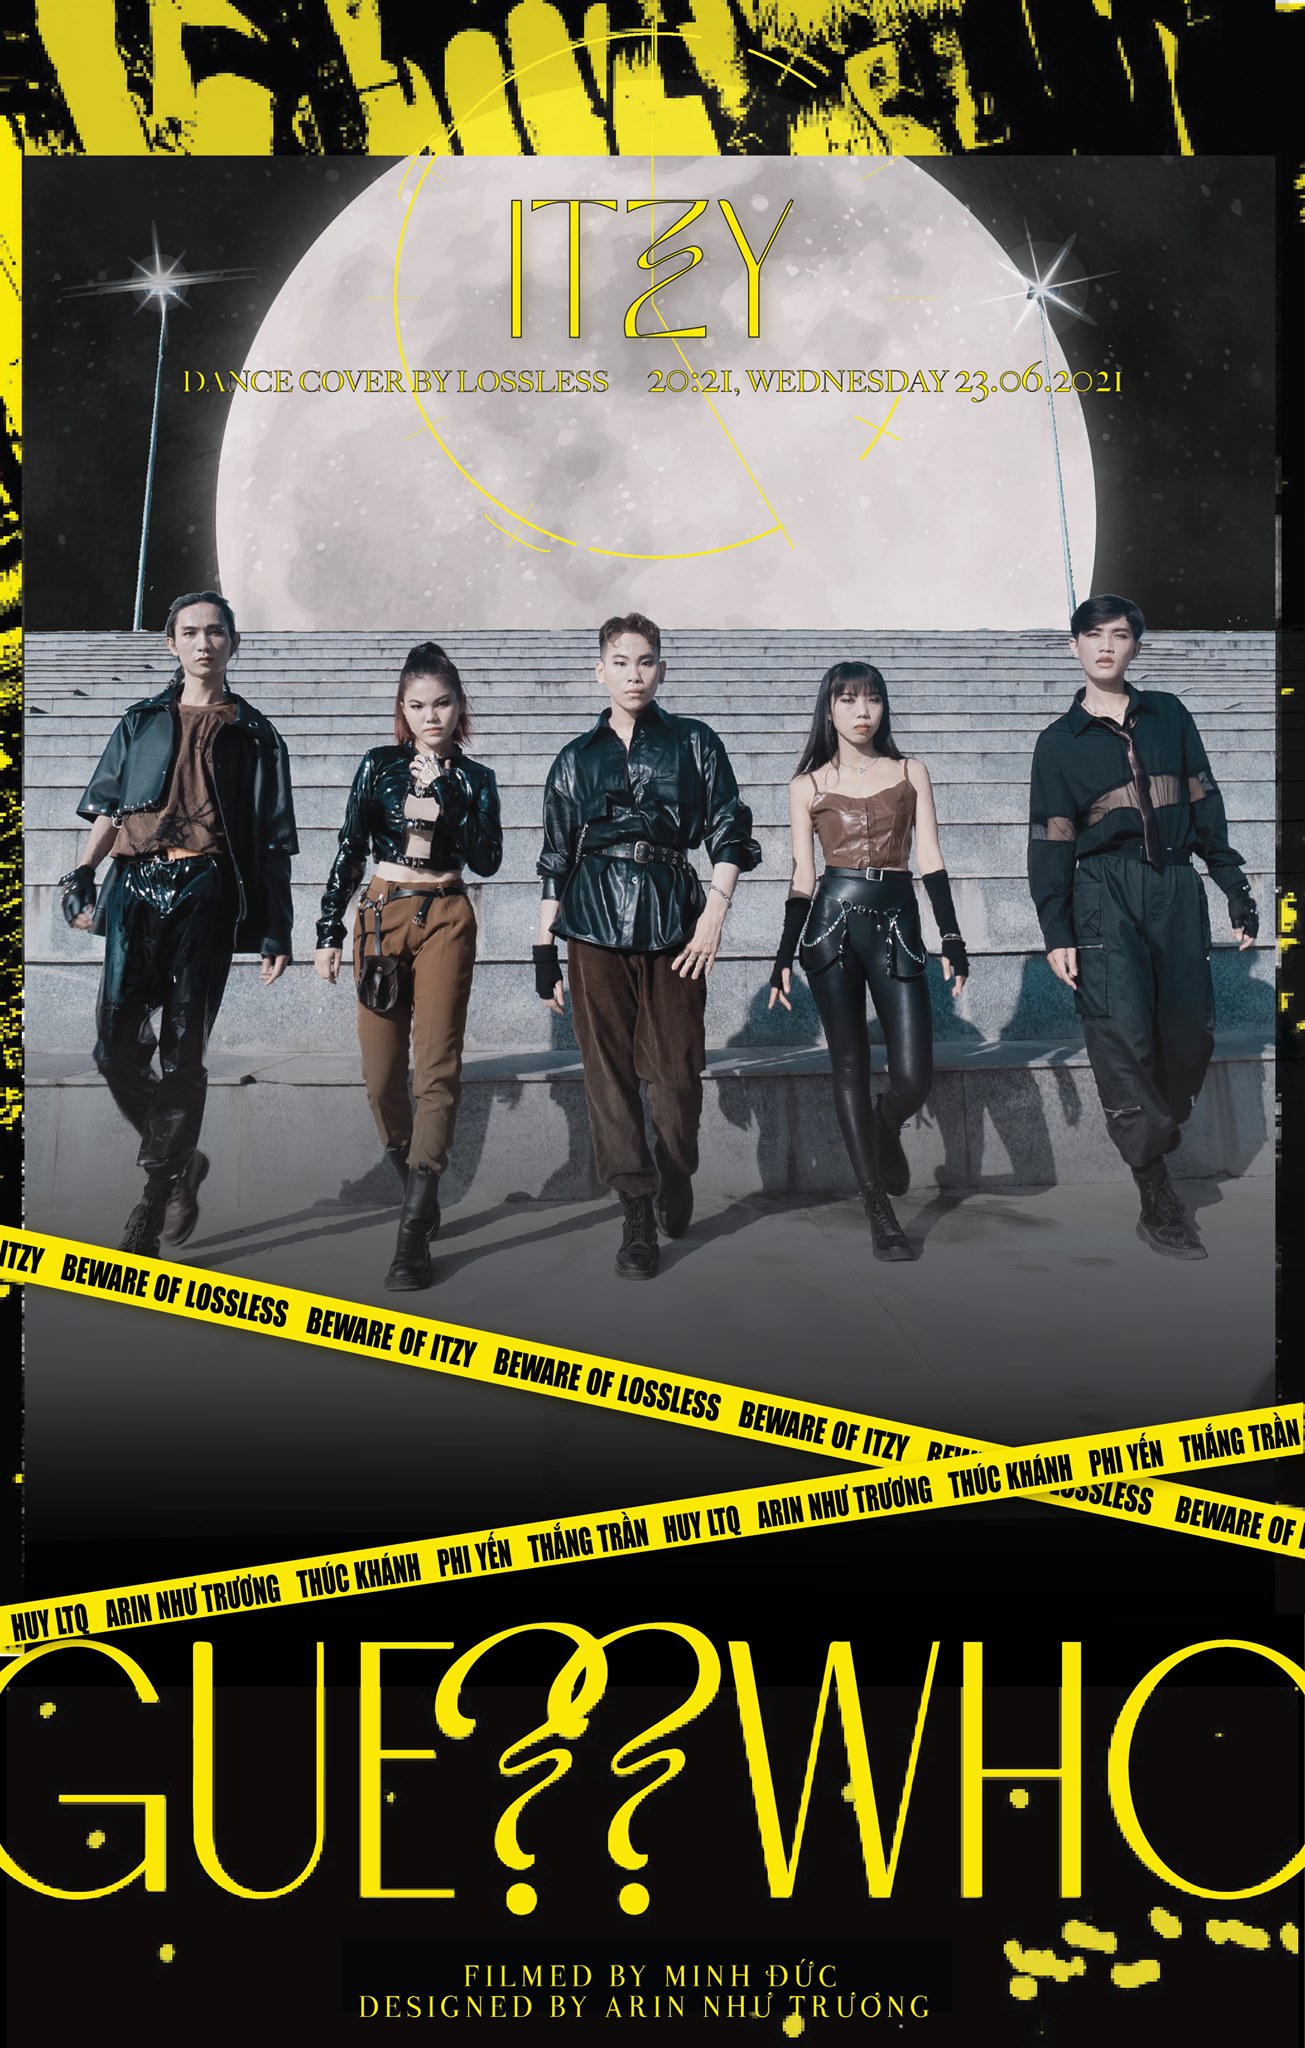 ITZY
DANCE COVER BY LOSSLESS 20:21, WEDNESDAY 23.06.2021
ITZY BEWARE OF LOSSLESS BEWARE OF ITZY BEWARE OF LOSSLESS BEWARE OF ITZY LOSSLESS BEWARE OF
HUY LTQ ARIN NHƯ TRƯƠNG THÚC KHÁNH PHI YẾN THẮNG TRẦN HUY LTQ ARIN NHƯ TRƯƠNG THÚC KHÁNH PHI YẾN THẮNG TRẦN
GUE??WHO
FILMED BY MINH ĐỨC
DESIGNED BY ARIN NHƯ TRƯƠNG